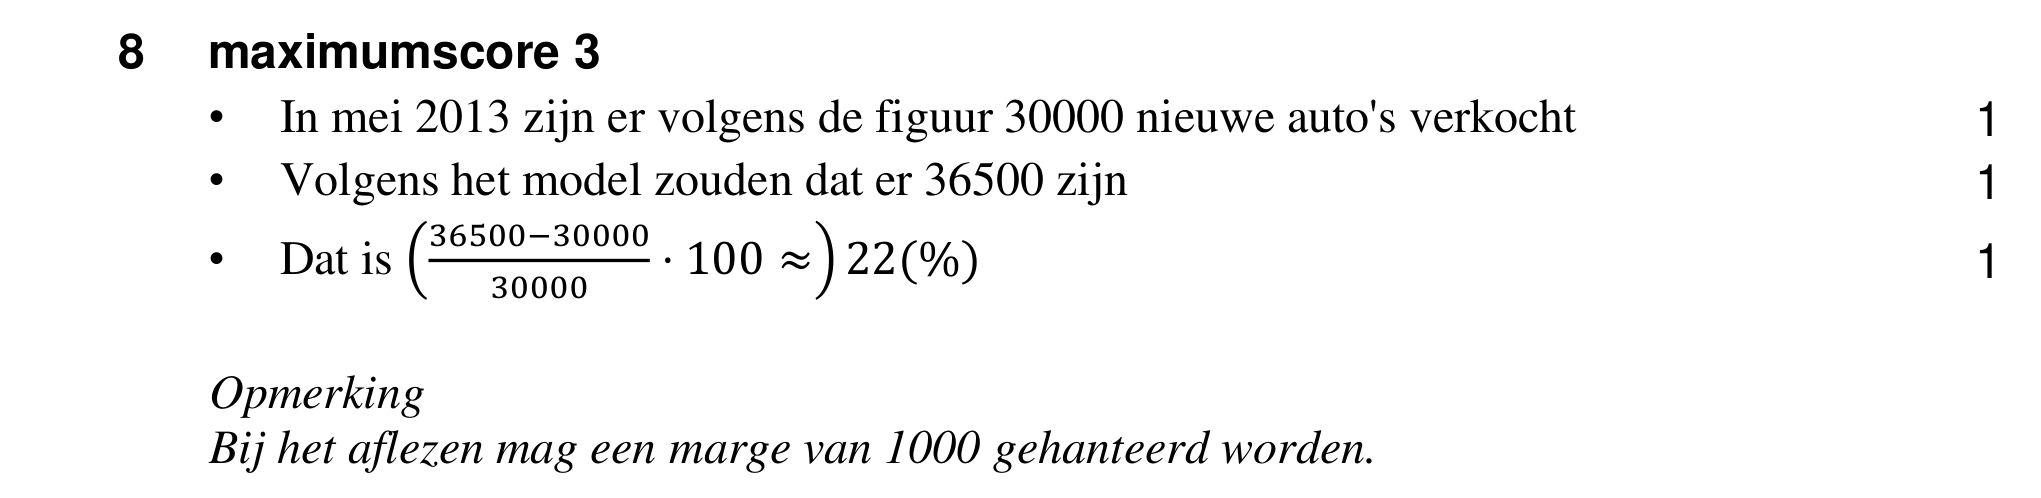 8 maximumscore 3
• In mei 2013 zijn er volgens de figuur 30000 nieuwe auto's verkocht 1
• Volgens het model zouden dat er 36500 zijn 1
• Dat is (\frac{36500−30000}{30000} · 100 ≈) 22(%) 1
Opmerking
Bij het aflezen mag een marge van 1000 gehanteerd worden.